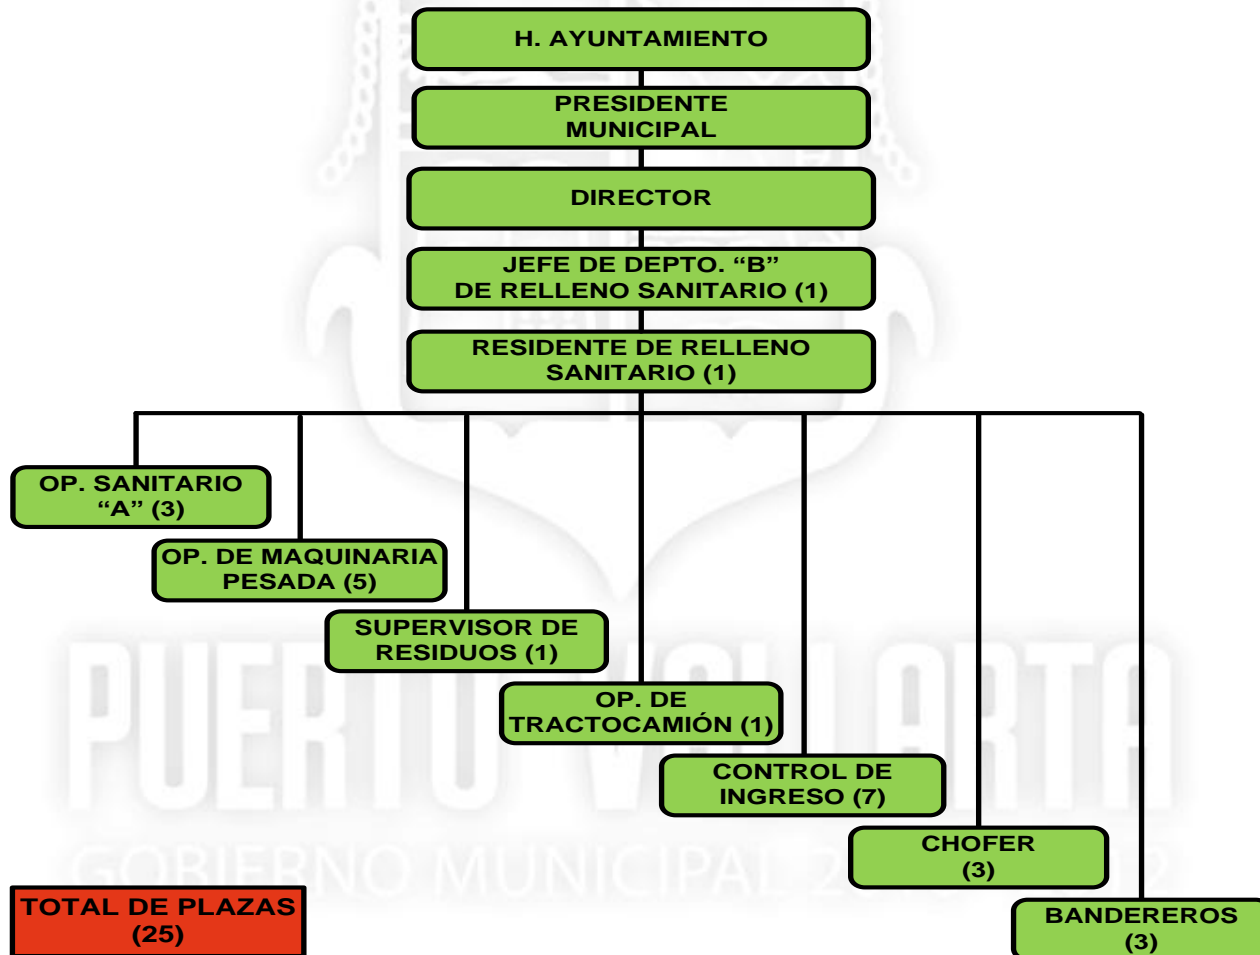 H. AYUNTAMIENTO
PRESIDENTE
MUNICIPAL
DIRECTOR
JEFE DE DEPTO. “B”
DE RELLENO SANITARIO (1)
RESIDENTE DE RELLENO
SANITARIO (1)
OP. SANITARIO
“A” (3)
OP. DE MAQUINARIA
PESADA (5)
SUPERVISOR DE
RESIDUOS (1)
OP. DE
TRACTOCAMIÓN (1)
CONTROL DE
INGRESO (7)
CHOFER
(3)
BANDEREROS
(3)
TOTAL DE PLAZAS
(25)
PUERTO VALLARTA
GOBIERNO MUNICIPAL